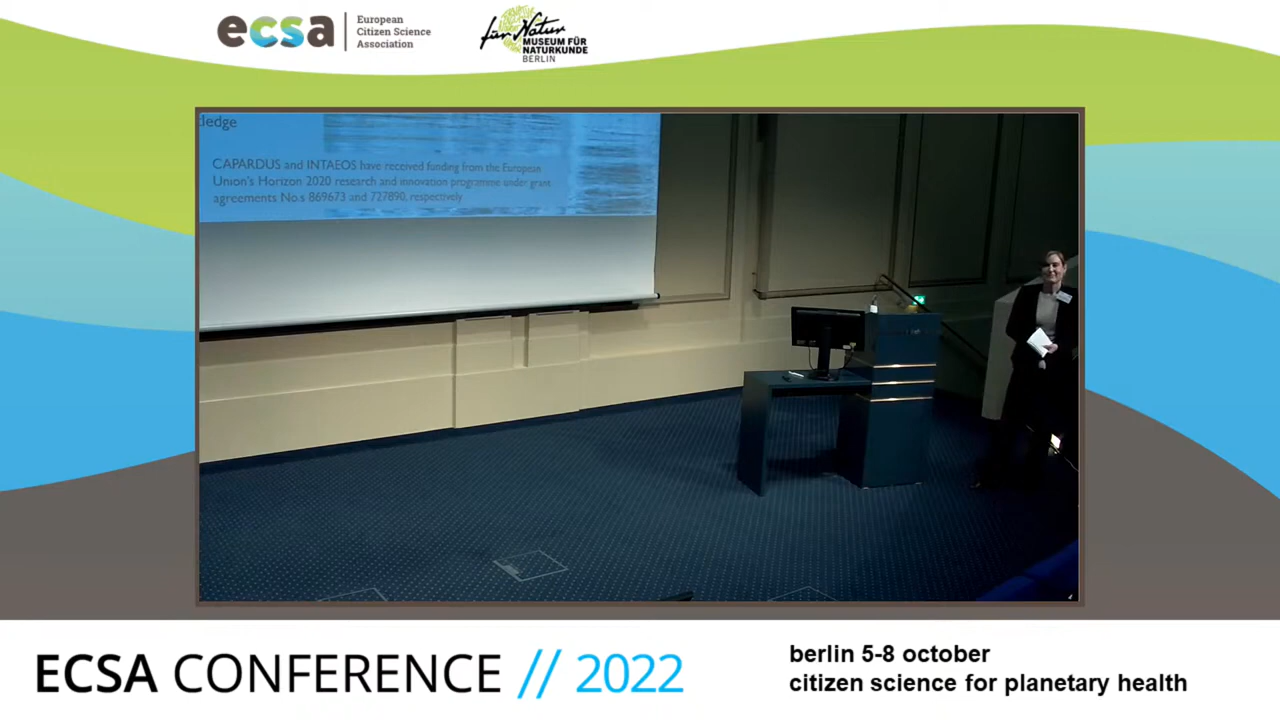 ecsa
European
Citizen Science
Association
für Natur
MUSEUM FÜR
NATURKUNDE
BERLIN
ledge
CAPARDUS and INTAEOS have received funding from the European
Union's Horizon 2020 research and innovation programme under grant
agreements No.s 869673 and 727890, respectively
ECSA CONFERENCE // 2022
berlin 5-8 october
citizen science for planetary health